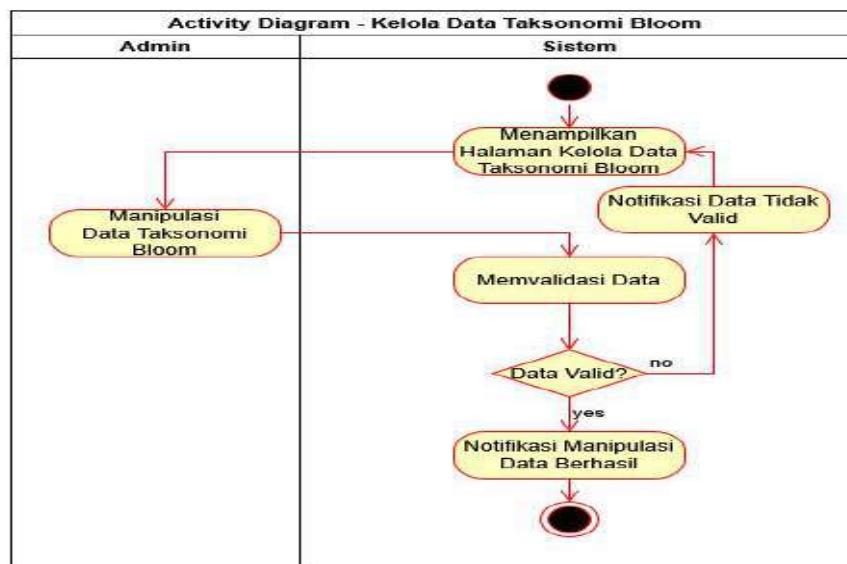 Activity Diagram - Kelola Data Taksonomi Bloom
Admin
Sistem
Menampilkan
Halaman Kelola Data
Taksonomi Bloom
Notifikasi Data Tidak
Valid
Manipulasi
Data Taksonomi
Bloom
Memvalidasi Data
Data Valid?
no
yes
Notifikasi Manipulasi
Data Berhasil